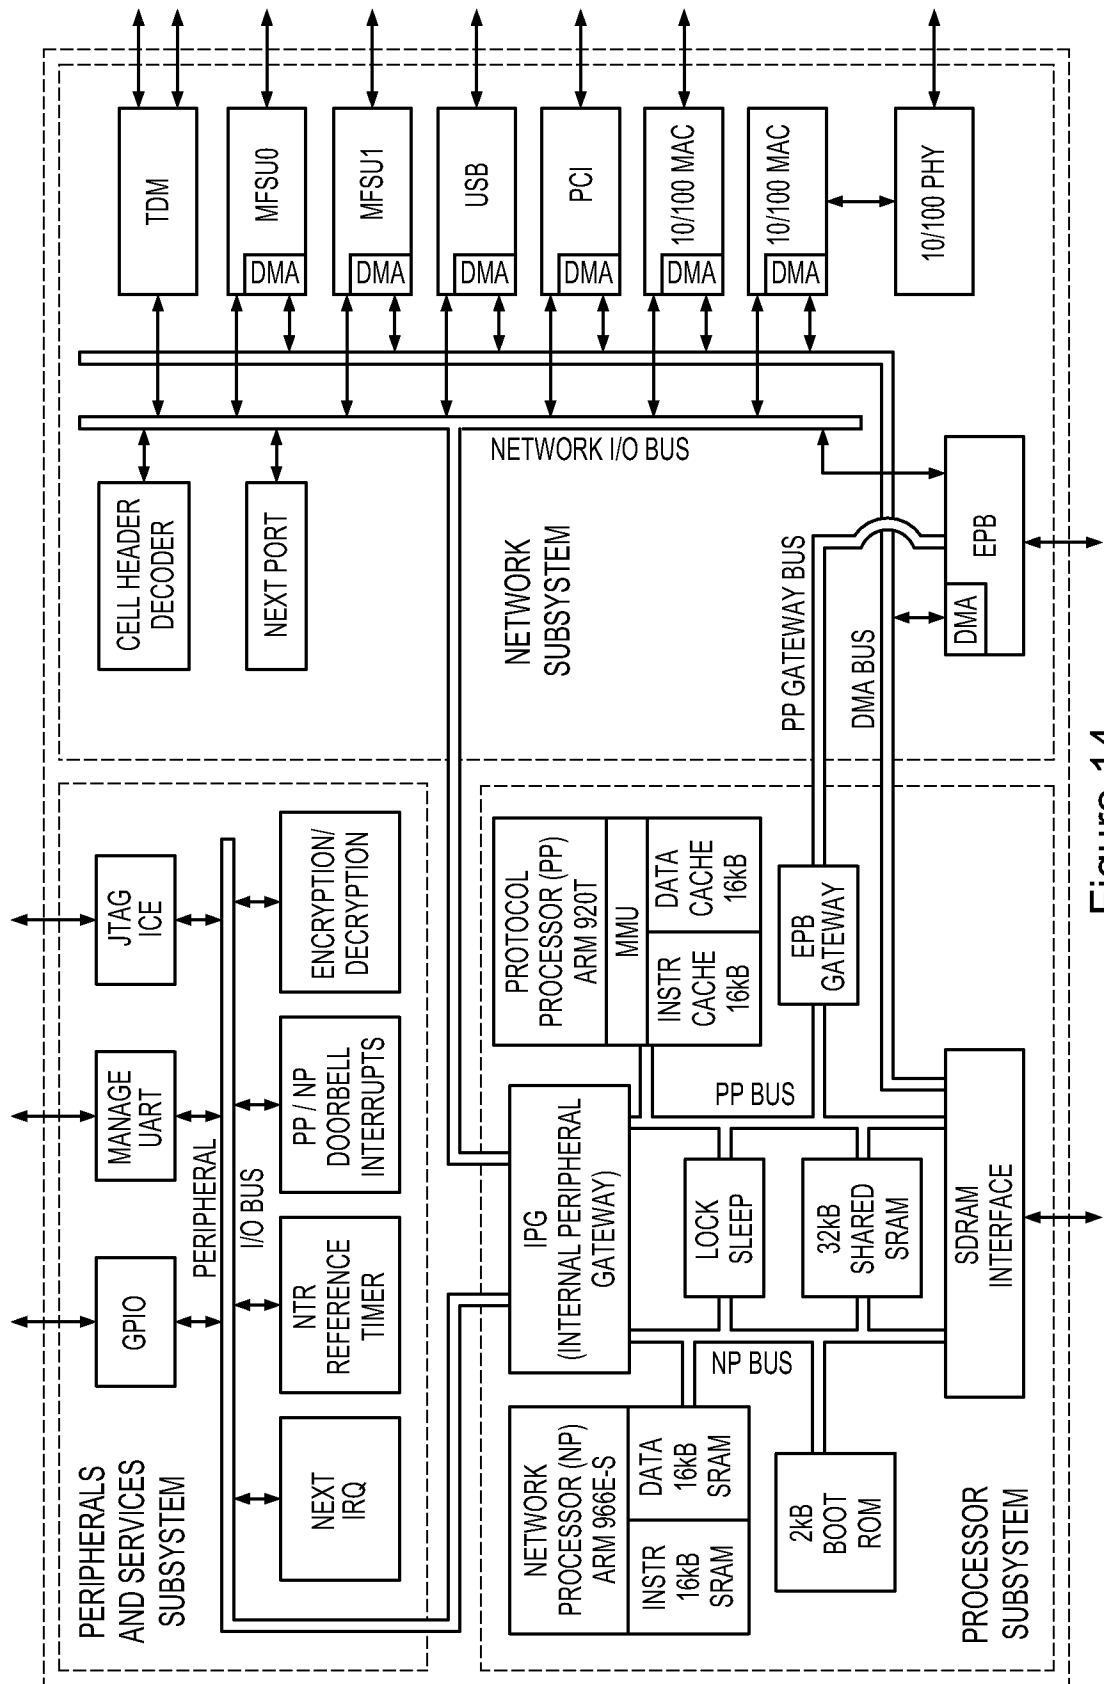 PERIPHERALS
AND SERVICES
SUBSYSTEM
GPIO
MANAGE
UART
JTAG
ICE
PERIPHERAL
I/O BUS
NEXT
IRQ
NTR
REFERENCE
TIMER
PP / NP
DOORBELL
INTERRUPTS
ENCRYPTION/
DECRYPTION
CELL HEADER
DECODER
NEXT PORT
NETWORK I/O BUS
NETWORK
SUBSYSTEM
TDM
MFSU0
DMA
MFSU1
DMA
USB
DMA
PCI
DMA
10/100 MAC
DMA
10/100 MAC
DMA
10/100 PHY
PP GATEWAY BUS
DMA BUS
EPB
DMA
NETWORK
PROCESSOR (NP)
ARM 966E-S
INSTR
16kB
SRAM
DATA
16kB
SRAM
IPG
(INTERNAL PERIPHERAL
GATEWAY)
PROTOCOL
PROCESSOR (PP)
ARM 920T
MMU
INSTR
CACHE
16kB
DATA
CACHE
16kB
NP BUS
PP BUS
LOCK
SLEEP
EPB
GATEWAY
2kB
BOOT
ROM
32kB
SHARED
SRAM
SDRAM
INTERFACE
PROCESSOR
SUBSYSTEM
Figure 14